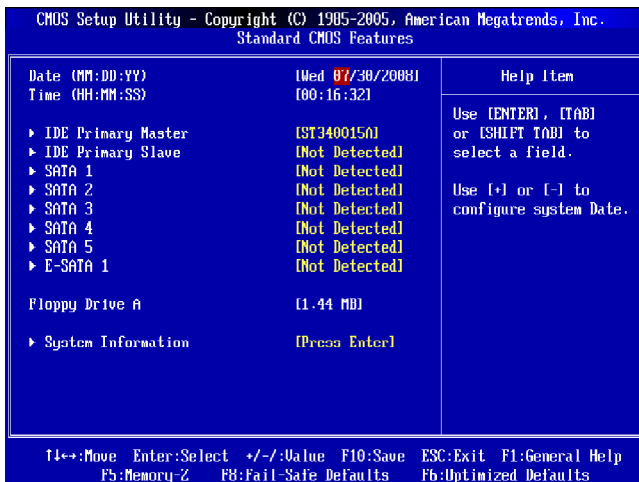 CMOS Setup Utility - Copyright (C) 1985-2005, American Megatrends, Inc.
Standard CMOS Features
Date (MM:DD:YY) [Wed 07/30/2008]
Time (HH:MM:SS) [00:16:32]
▶ IDE Primary Master [ST340015A]
▶ IDE Primary Slave [Not Detected]
▶ SATA 1 [Not Detected]
▶ SATA 2 [Not Detected]
▶ SATA 3 [Not Detected]
▶ SATA 4 [Not Detected]
▶ SATA 5 [Not Detected]
▶ E-SATA 1 [Not Detected]
Floppy Drive A [1.44 MB]
▶ System Information [Press Enter]
Help Item
Use [ENTER], [TAB]
or [SHIFT TAB] to
select a field.
Use [+] or [-] to
configure system Date.
↑↓←→:Move Enter:Select +/-/:Value F10:Save ESC:Exit F1:General Help
F5:Memory-Z F8:Fail-Safe Defaults F6:Optimized Defaults